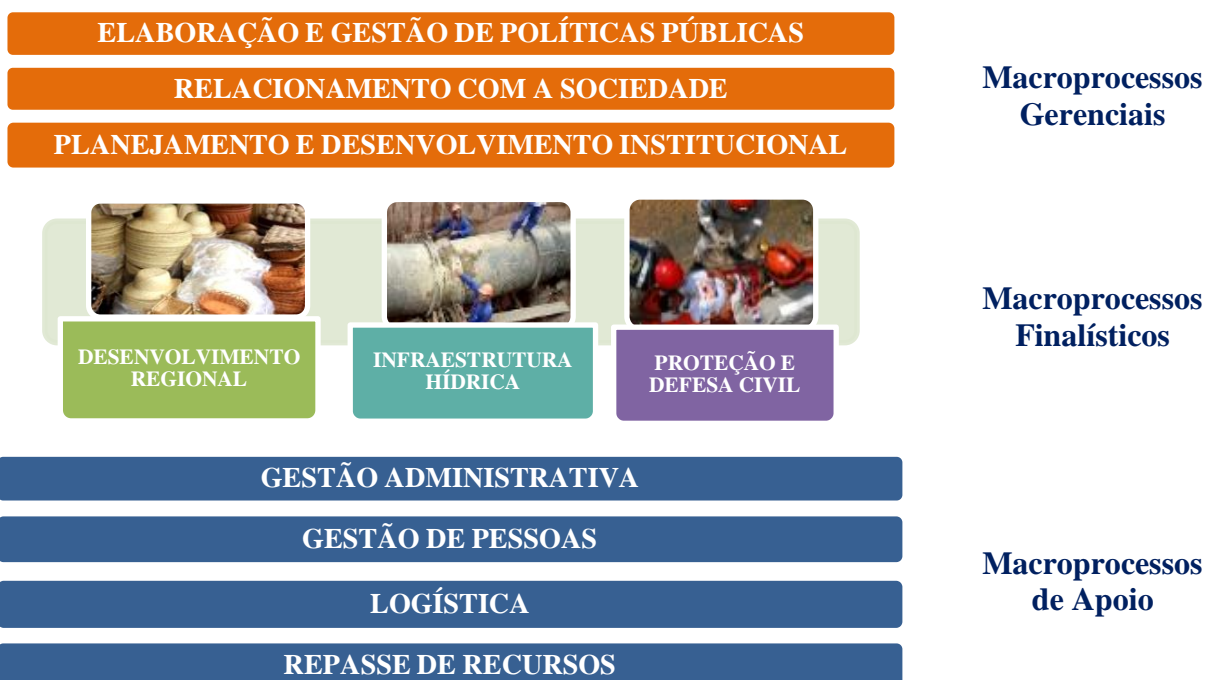 ELABORAÇÃO E GESTÃO DE POLÍTICAS PÚBLICAS
RELACIONAMENTO COM A SOCIEDADE
PLANEJAMENTO E DESENVOLVIMENTO INSTITUCIONAL
Macroprocessos
Gerenciais
DESENVOLVIMENTO
REGIONAL
INFRAESTRUTURA
HÍDRICA
PROTEÇÃO E
DEFESA CIVIL
Macroprocessos
Finalísticos
GESTÃO ADMINISTRATIVA
GESTÃO DE PESSOAS
LOGÍSTICA
REPASSE DE RECURSOS
Macroprocessos
de Apoio